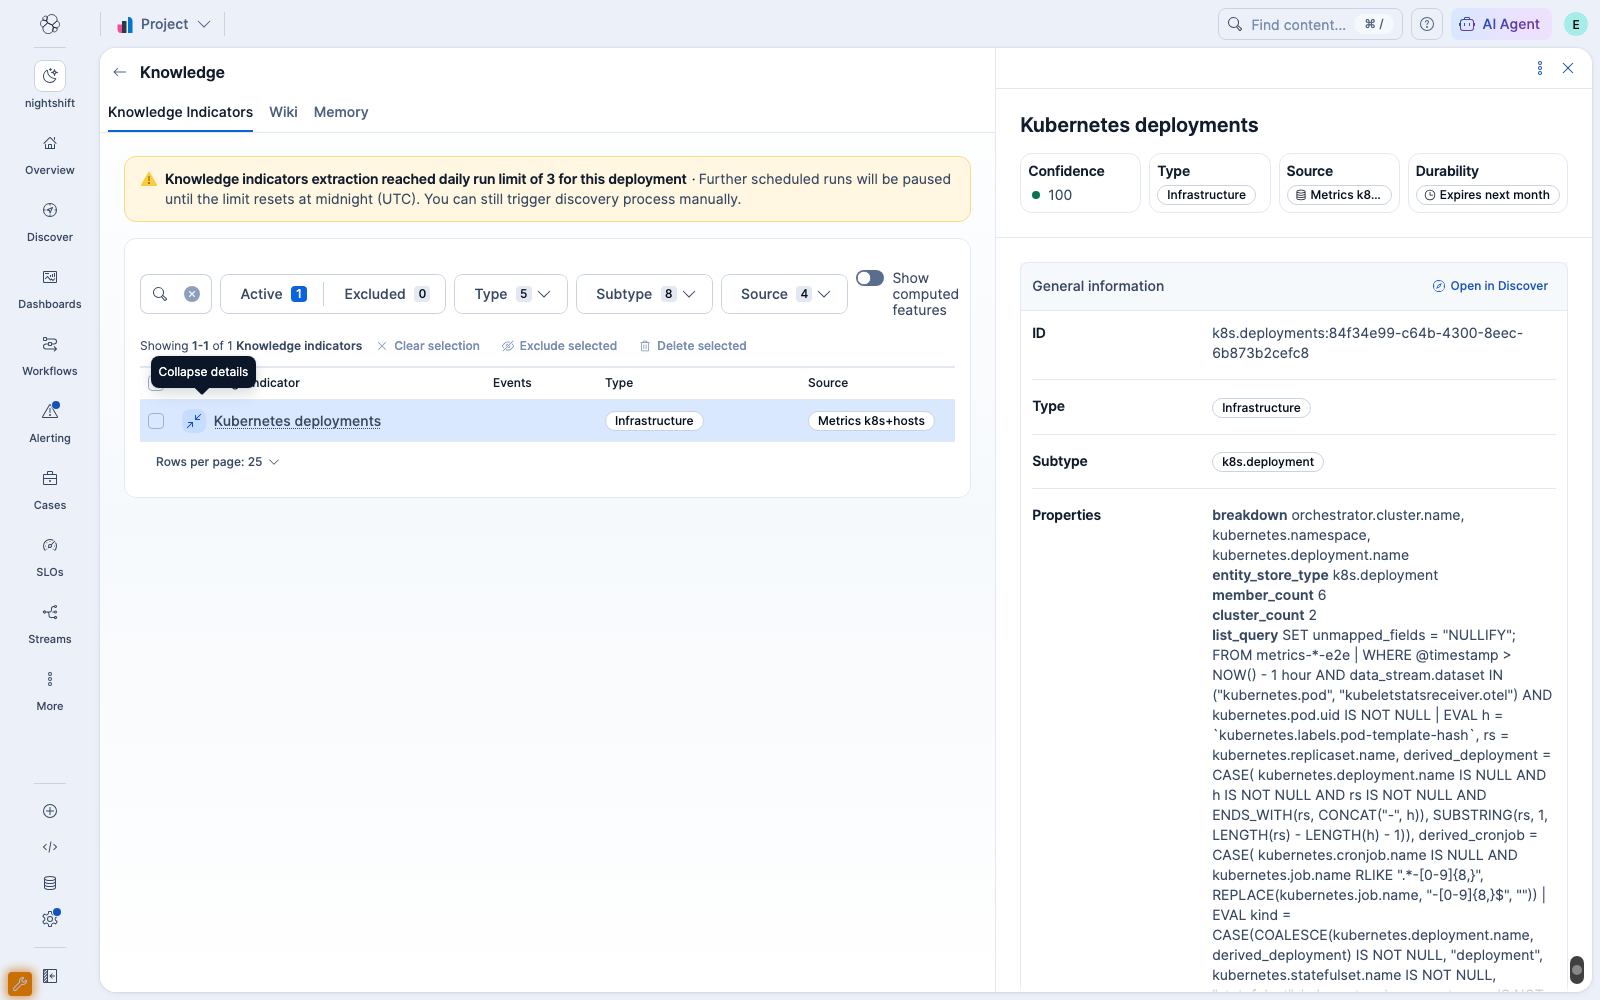 Project
Find content...
⌘ /
AI Agent
E
nightshift
Overview
Discover
Dashboards
Workflows
Alerting
Cases
SLOs
Streams
More
Knowledge
Knowledge Indicators
Wiki
Memory
Knowledge indicators extraction reached daily run limit of 3 for this deployment · Further scheduled runs will be paused
until the limit resets at midnight (UTC). You can still trigger discovery process manually.
Active 1
Excluded 0
Type 5
Subtype 8
Source 4
Show
computed
features
Showing 1-1 of 1 Knowledge indicators
Clear selection
Exclude selected
Delete selected
Collapse details
ndicator
Events
Type
Source
Kubernetes deployments
Infrastructure
Metrics k8s+hosts
Rows per page: 25
Kubernetes deployments
Confidence
100
Type
Infrastructure
Source
Metrics k8...
Durability
Expires next month
General information
Open in Discover
ID
k8s.deployments:84f34e99-c64b-4300-8eec-
6b873b2cefc8
Type
Infrastructure
Subtype
k8s.deployment
Properties
breakdown orchestrator.cluster.name,
kubernetes.namespace,
kubernetes.deployment.name
entity_store_type k8s.deployment
member_count 6
cluster_count 2
list_query SET unmapped_fields = "NULLIFY";
FROM metrics-*-e2e | WHERE @timestamp >
NOW() - 1 hour AND data_stream.dataset IN
("kubernetes.pod", "kubeletstatsreceiver.otel") AND
kubernetes.pod.uid IS NOT NULL | EVAL h =
`kubernetes.labels.pod-template-hash`, rs =
kubernetes.replicaset.name, derived_deployment =
CASE( kubernetes.deployment.name IS NULL AND
h IS NOT NULL AND rs IS NOT NULL AND
ENDS_WITH(rs, CONCAT("-", h)), SUBSTRING(rs, 1,
LENGTH(rs) - LENGTH(h) - 1)), derived_cronjob =
CASE( kubernetes.cronjob.name IS NULL AND
kubernetes.job.name RLIKE ".*-[0-9]{8,}",
REPLACE(kubernetes.job.name, "-[0-9]{8,}$", "")) |
EVAL kind =
CASE(COALESCE(kubernetes.deployment.name,
derived_deployment) IS NOT NULL, "deployment",
kubernetes.statefulset.name IS NOT NULL,